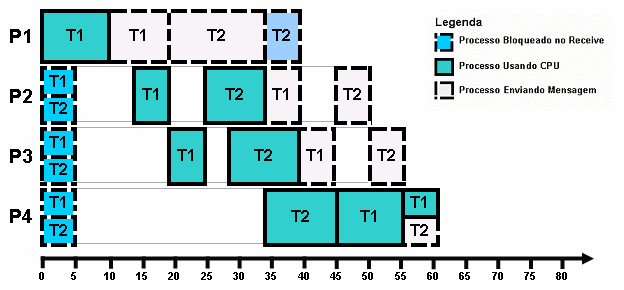 Legenda
Processo Bloqueado no Receive
Processo Usando CPU
Processo Enviando Mensagem
P1 T1 T1 T2 T2
P2 T1 T2 T1 T2 T1 T2
P3 T1 T2 T1 T2 T1 T2
P4 T1 T2 T2 T1 T1 T2
0 5 10 15 20 25 30 35 40 45 50 55 60 65 70 75 80